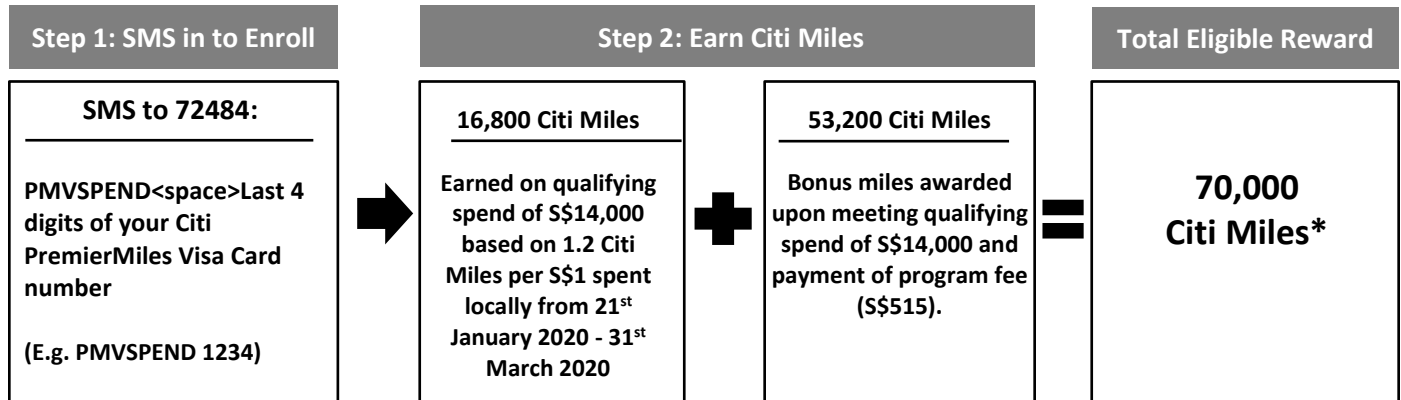 Step 1: SMS in to Enroll
Step 2: Earn Citi Miles
Total Eligible Reward
SMS to 72484:
PMVSPEND<space>Last 4
digits of your Citi
PremierMiles Visa Card
number
(E.g. PMVSPEND 1234)
16,800 Citi Miles
Earned on qualifying
spend of S$14,000
based on 1.2 Citi
Miles per S$1 spent
locally from 21st
January 2020 - 31st
March 2020
53,200 Citi Miles
Bonus miles awarded
upon meeting qualifying
spend of S$14,000 and
payment of program fee
(S$515).
70,000
Citi Miles*